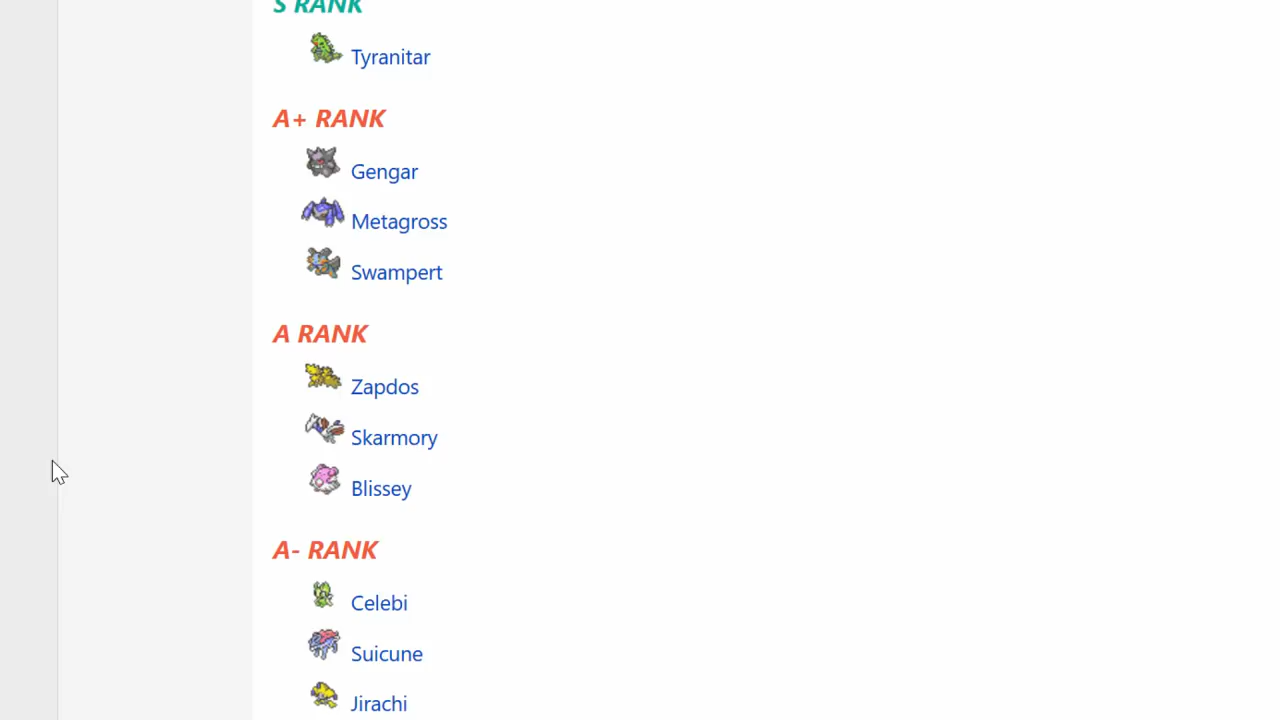 S RANK
Tyranitar
A+ RANK
Gengar
Metagross
Swampert
A RANK
Zapdos
Skarmory
Blissey
A- RANK
Celebi
Suicune
Jirachi